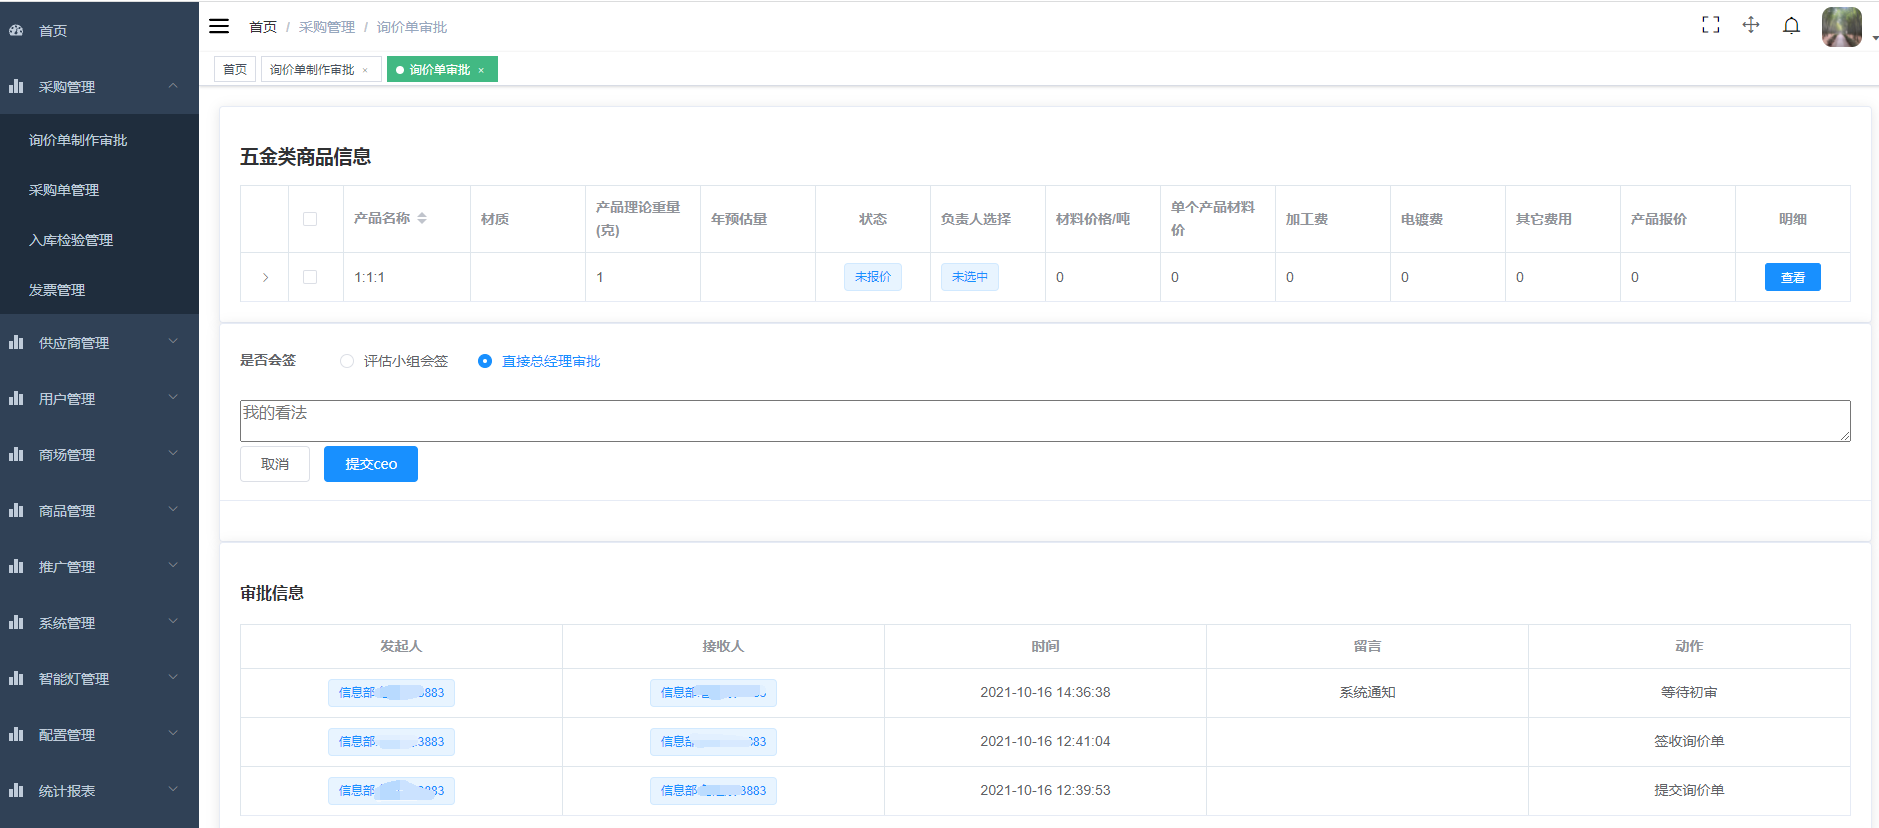 首页
采购管理
询价单制作审批
采购单管理
入库检验管理
发票管理
供应商管理
用户管理
商场管理
商品管理
推广管理
系统管理
智能灯管理
配置管理
统计报表
首页 / 采购管理 / 询价单审批
首页 询价单制作审批 × 询价单审批 ×
五金类商品信息
产品名称 材质 产品理论重量(克) 年预估量 状态 负责人选择 材料价格/吨 单个产品材料价 加工费 电镀费 其它费用 产品报价 明细
1:1:1 1 未报价 未选中 0 0 0 0 0 0 查看
是否会签 评估小组会签 直接总经理审批
我的看法
取消 提交ceo
审批信息
发起人 接收人 时间 留言 动作
信息部 3883 信息部 2021-10-16 14:36:38 系统通知 等待初审
信息部 3883 信息部 883 2021-10-16 12:41:04 签收询价单
信息部 883 信息部 3883 2021-10-16 12:39:53 提交询价单